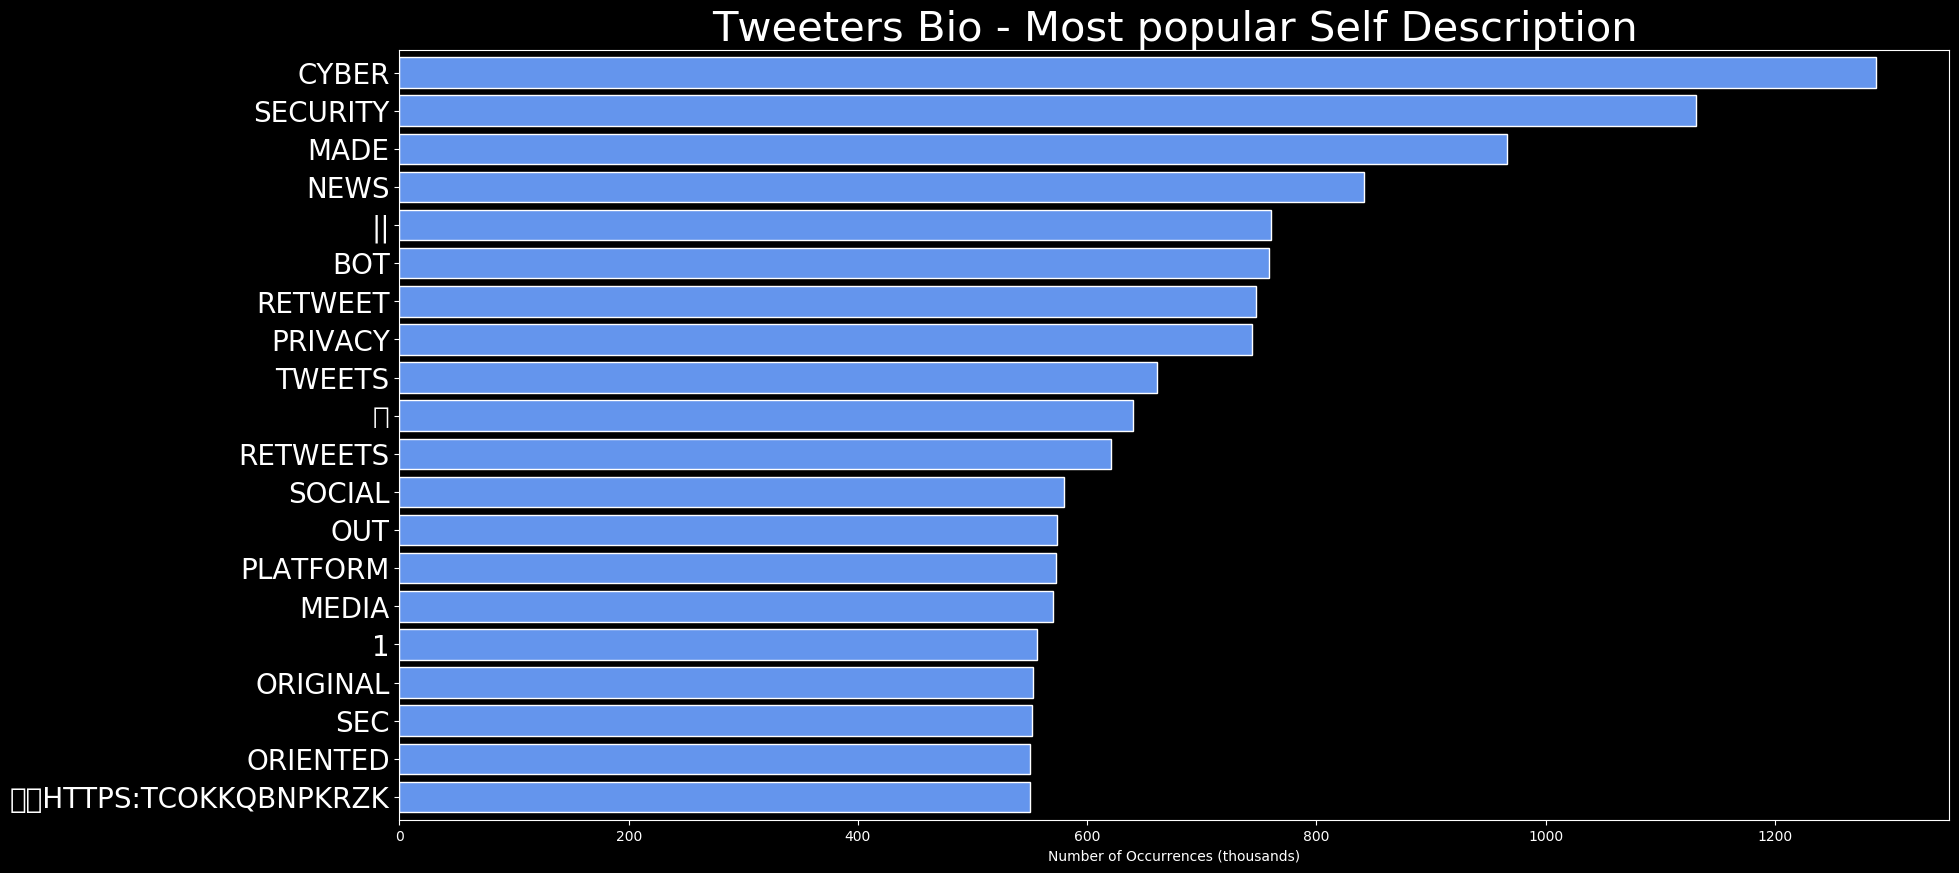 Tweeters Bio - Most popular Self Description
CYBER
SECURITY
MADE
NEWS
||
BOT
RETWEET
PRIVACY
TWEETS
RETWEETS
SOCIAL
OUT
PLATFORM
MEDIA
1
ORIGINAL
SEC
ORIENTED
HTTPS:TCOKKQBNPKRZK
0 200 400 600 800 1000 1200
Number of Occurrences (thousands)